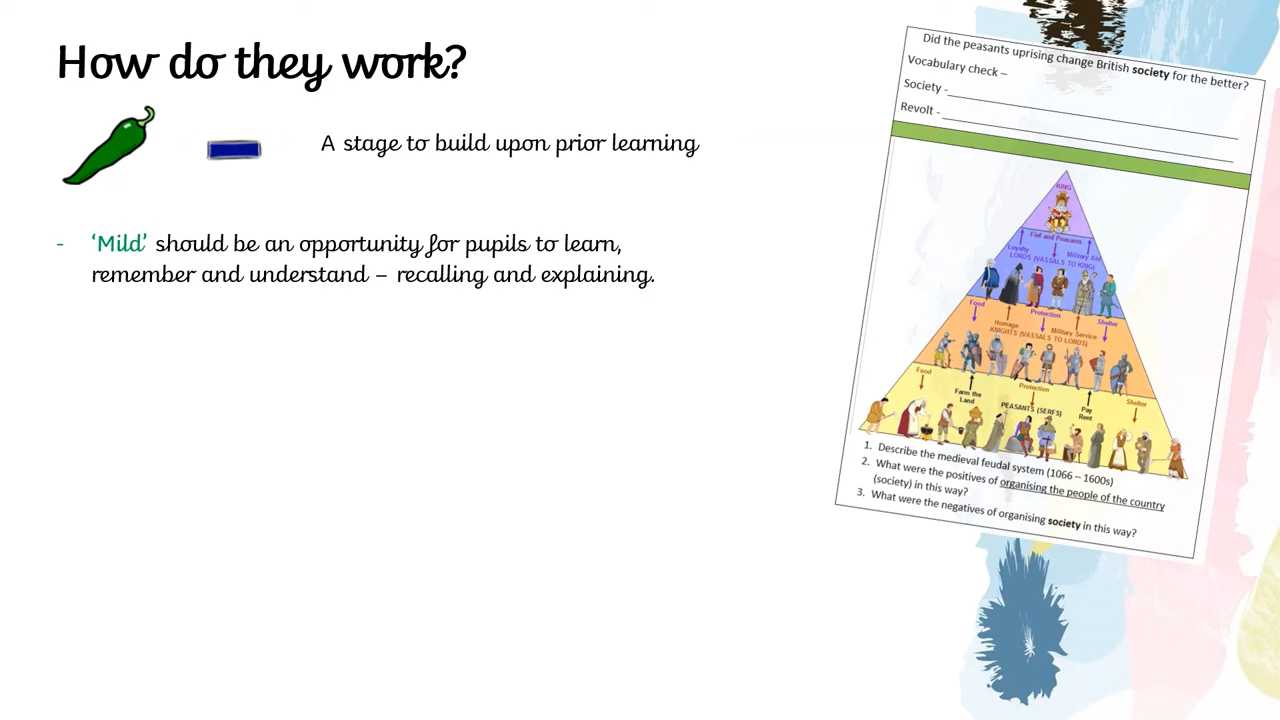 How do they work?
A stage to build upon prior learning
- ‘Mild’ should be an opportunity for pupils to learn,
remember and understand – recalling and explaining.
Did the peasants uprising change British society for the better?
Vocabulary check –
Society -
Revolt -
KING
Fief and Peasants
Loyalty
Military Aid
LORDS (VASSALS TO KING)
Food
Protection
Shelter
Homage
Military Service
KNIGHTS (VASSALS TO LORDS)
Food
Protection
Shelter
Farm the
Land
PEASANTS (SERFS)
Pay
Rent
1. Describe the medieval feudal system (1066 – 1600s)
2. What were the positives of organising the people of the country
(society) in this way?
3. What were the negatives of organising society in this way?